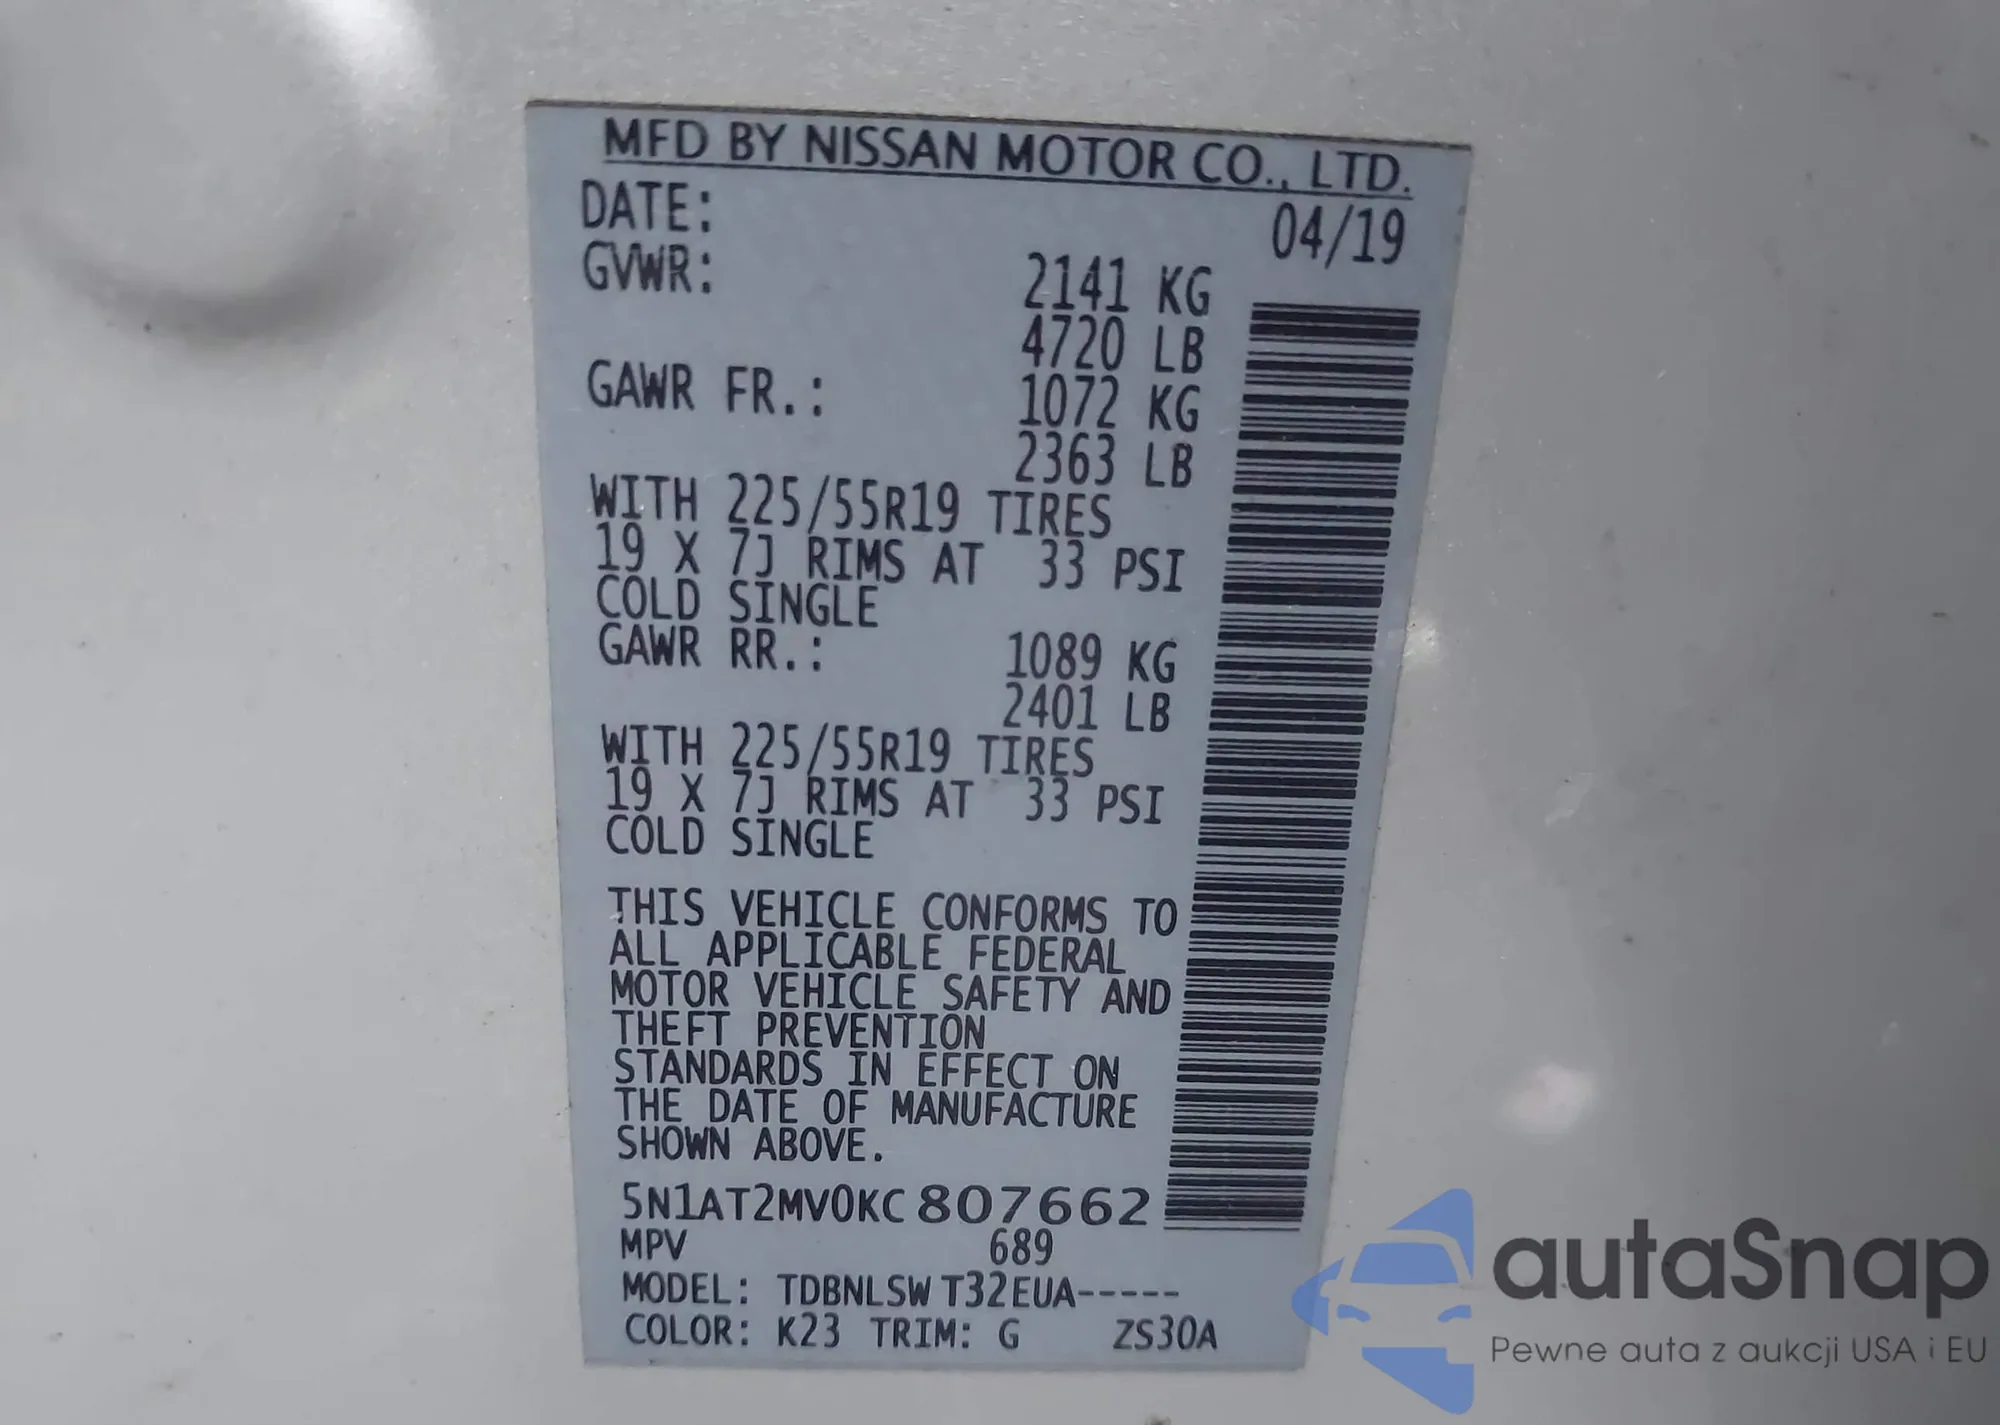 MFD BY NISSAN MOTOR CO., LTD.
DATE: 04/19
GVWR: 2141 KG
4720 LB
GAWR FR.: 1072 KG
2363 LB
WITH 225/55R19 TIRES
19 X 7J RIMS AT 33 PSI
COLD SINGLE
GAWR RR.: 1089 KG
2401 LB
WITH 225/55R19 TIRES
19 X 7J RIMS AT 33 PSI
COLD SINGLE
THIS VEHICLE CONFORMS TO
ALL APPLICABLE FEDERAL
MOTOR VEHICLE SAFETY AND
THEFT PREVENTION
STANDARDS IN EFFECT ON
THE DATE OF MANUFACTURE
SHOWN ABOVE.
5N1AT2MV0KC807662
MPV 689
MODEL: TDBNLSW T32EUA------
COLOR: K23 TRIM: G ZS30A
autaSnap
Pewne auta z aukcji USA i EU